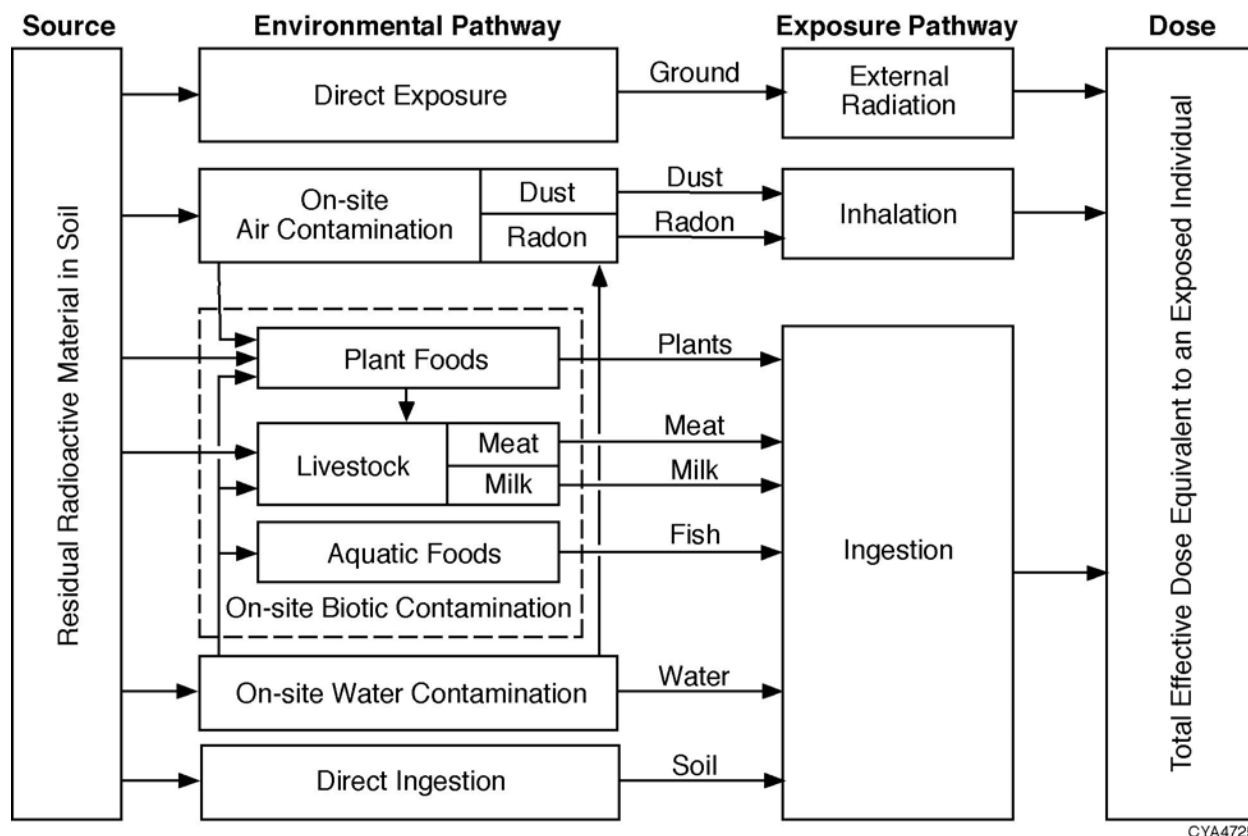 Source
Environmental Pathway
Exposure Pathway
Dose
Residual Radioactive Material in Soil
Direct Exposure
Ground
External
Radiation
On-site
Air Contamination
Dust
Radon
Dust
Radon
Inhalation
Plant Foods
Plants
Livestock
Meat
Milk
Meat
Milk
Aquatic Foods
Fish
On-site Biotic Contamination
Ingestion
On-site Water Contamination
Water
Direct Ingestion
Soil
Total Effective Dose Equivalent to an Exposed Individual